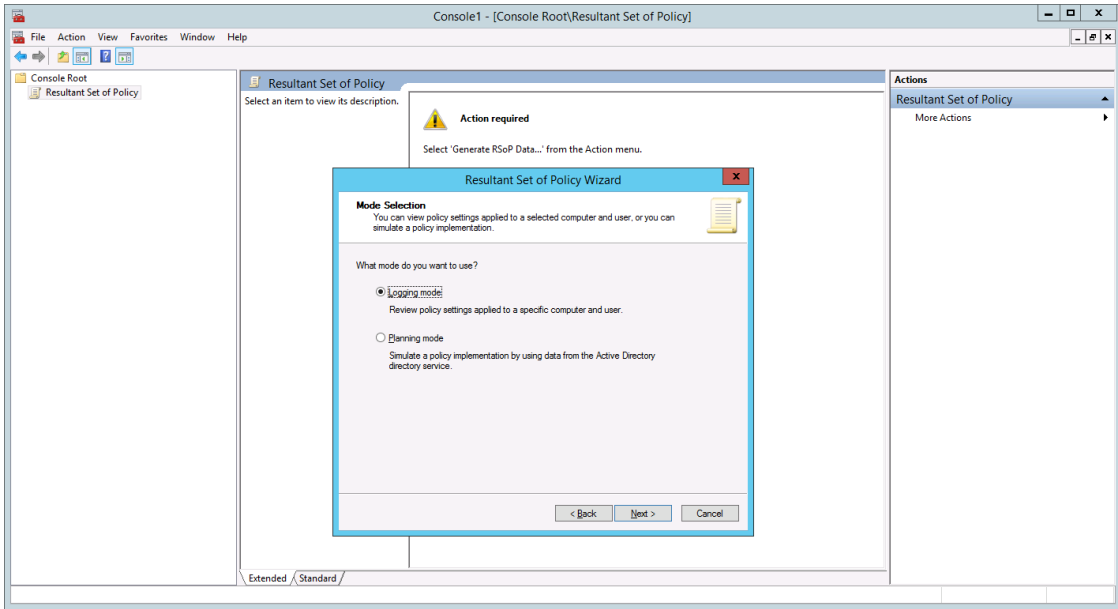 Console1 - [Console Root\Resultant Set of Policy]
File Action View Favorites Window Help
Console Root
Resultant Set of Policy
Resultant Set of Policy
Select an item to view its description.
Action required
Select 'Generate RSoP Data...' from the Action menu.
Actions
Resultant Set of Policy
More Actions
Resultant Set of Policy Wizard
Mode Selection
You can view policy settings applied to a selected computer and user, or you can
simulate a policy implementation.
What mode do you want to use?
Logging mode
Review policy settings applied to a specific computer and user.
Planning mode
Simulate a policy implementation by using data from the Active Directory
directory service.
< Back Next > Cancel
Extended Standard